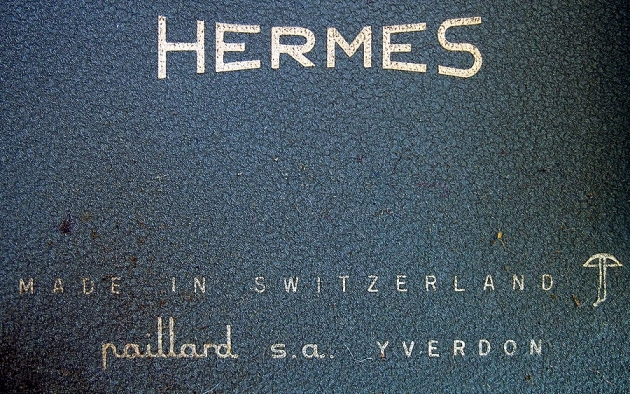 HERMES
MADE IN SWITZERLAND
paillard s.a. YVERDON